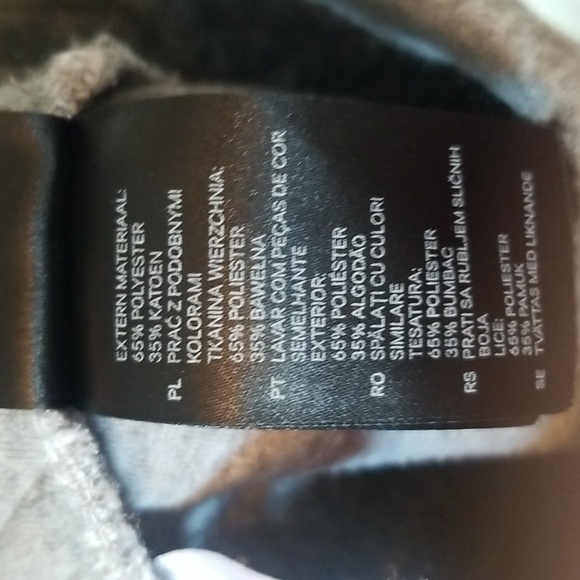 EXTERN MATERIAAL:
65% POLYESTER
35% KATOEN
PL PRAĆ Z PODOBNYMI
KOLORAMI
TKANINA WIERZCHNIA:
65% POLIESTER
35% BAWEŁNA
PT LAVAR COM PEÇAS DE COR
SEMELHANTE
EXTERIOR:
65% POLIÉSTER
35% ALGODÃO
RO SPĂLAȚI CU CULORI
SIMILARE
TESATURA:
65% POLIESTER
35% BUMBAC
RS PRATI SA RUBLJEM SLIČNIH
BOJA
LICE:
65% POLIESTER
35% PAMUK
SE TVÄTTAS MED LIKNANDE